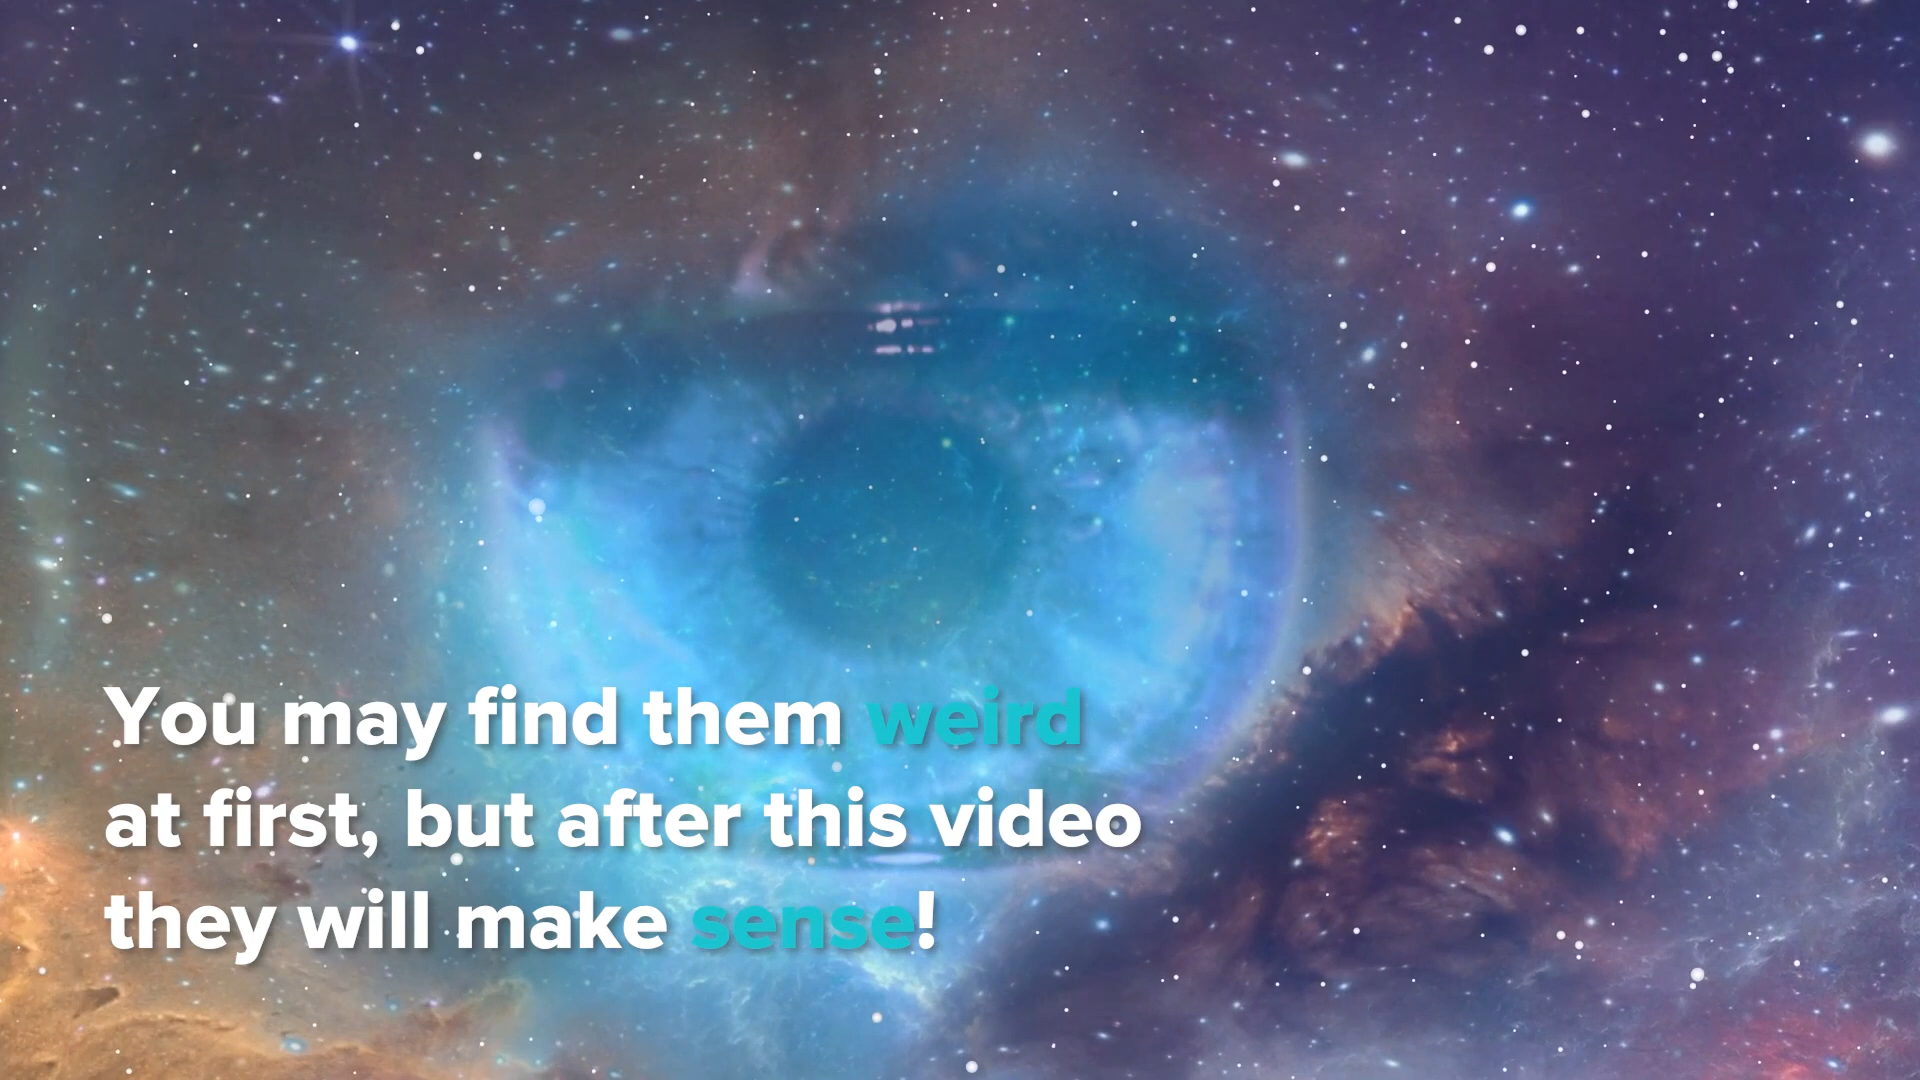 You may find them weird
at first, but after this video
they will make sense!